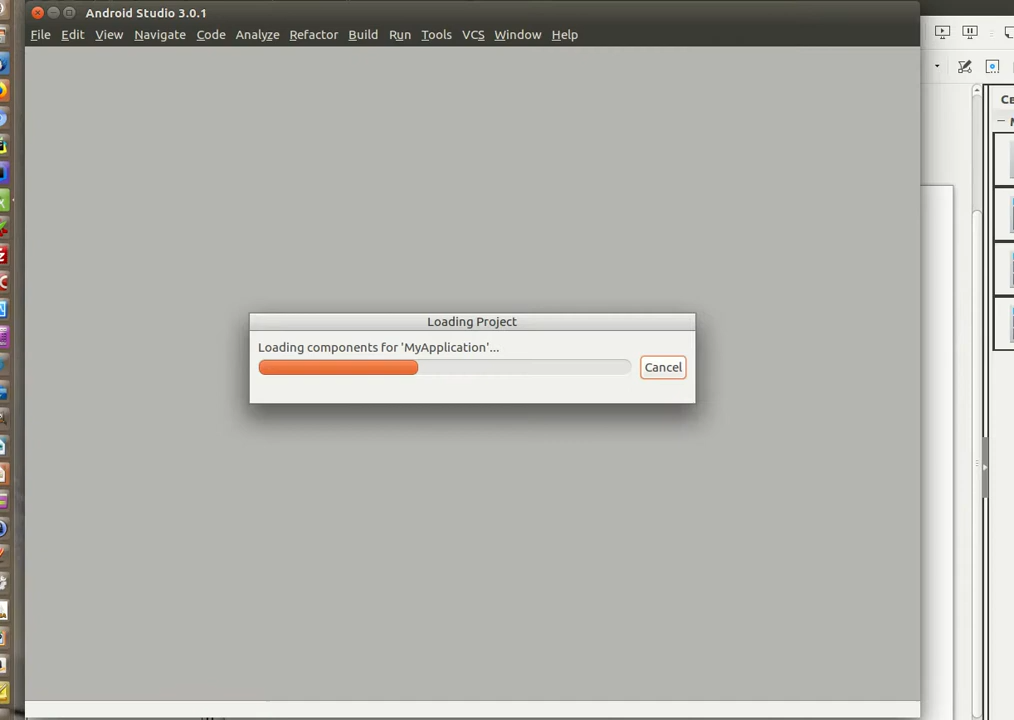 Android Studio 3.0.1
File Edit View Navigate Code Analyze Refactor Build Run Tools VCS Window Help
Loading Project
Loading components for 'MyApplication'...
Cancel